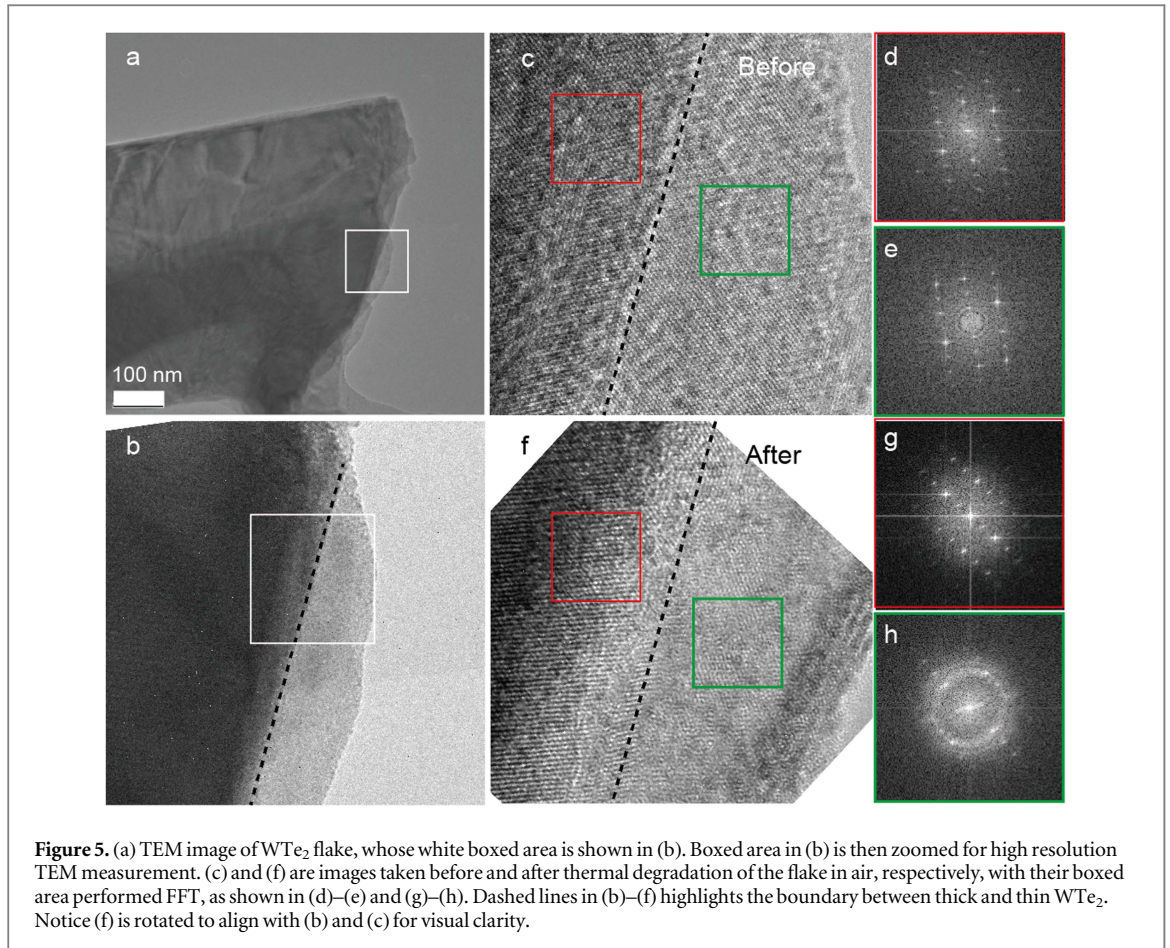 a
100 nm
b
c
Before
d
e
f
After
g
h
Figure 5. (a) TEM image of WTe₂ flake, whose white boxed area is shown in (b). Boxed area in (b) is then zoomed for high resolution
TEM measurement. (c) and (f) are images taken before and after thermal degradation of the flake in air, respectively, with their boxed
area performed FFT, as shown in (d)–(e) and (g)–(h). Dashed lines in (b)–(f) highlights the boundary between thick and thin WTe₂.
Notice (f) is rotated to align with (b) and (c) for visual clarity.